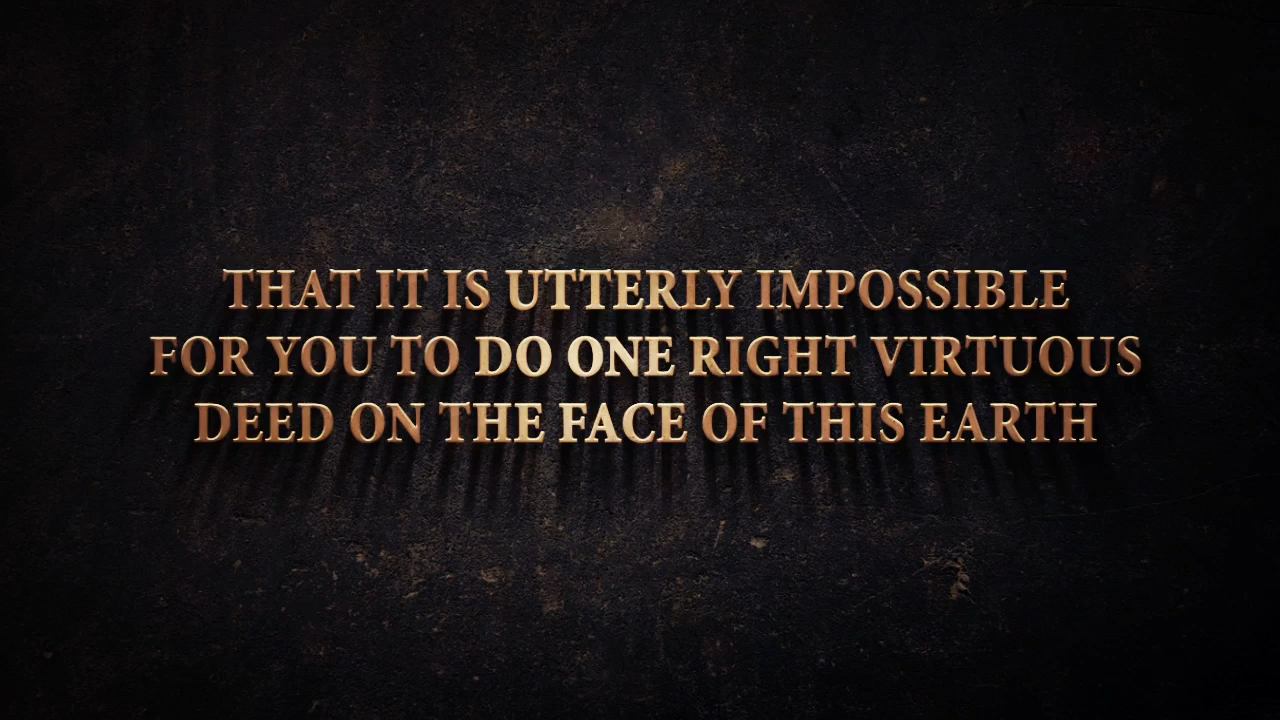 THAT IT IS UTTERLY IMPOSSIBLE
FOR YOU TO DO ONE RIGHT VIRTUOUS
DEED ON THE FACE OF THIS EARTH